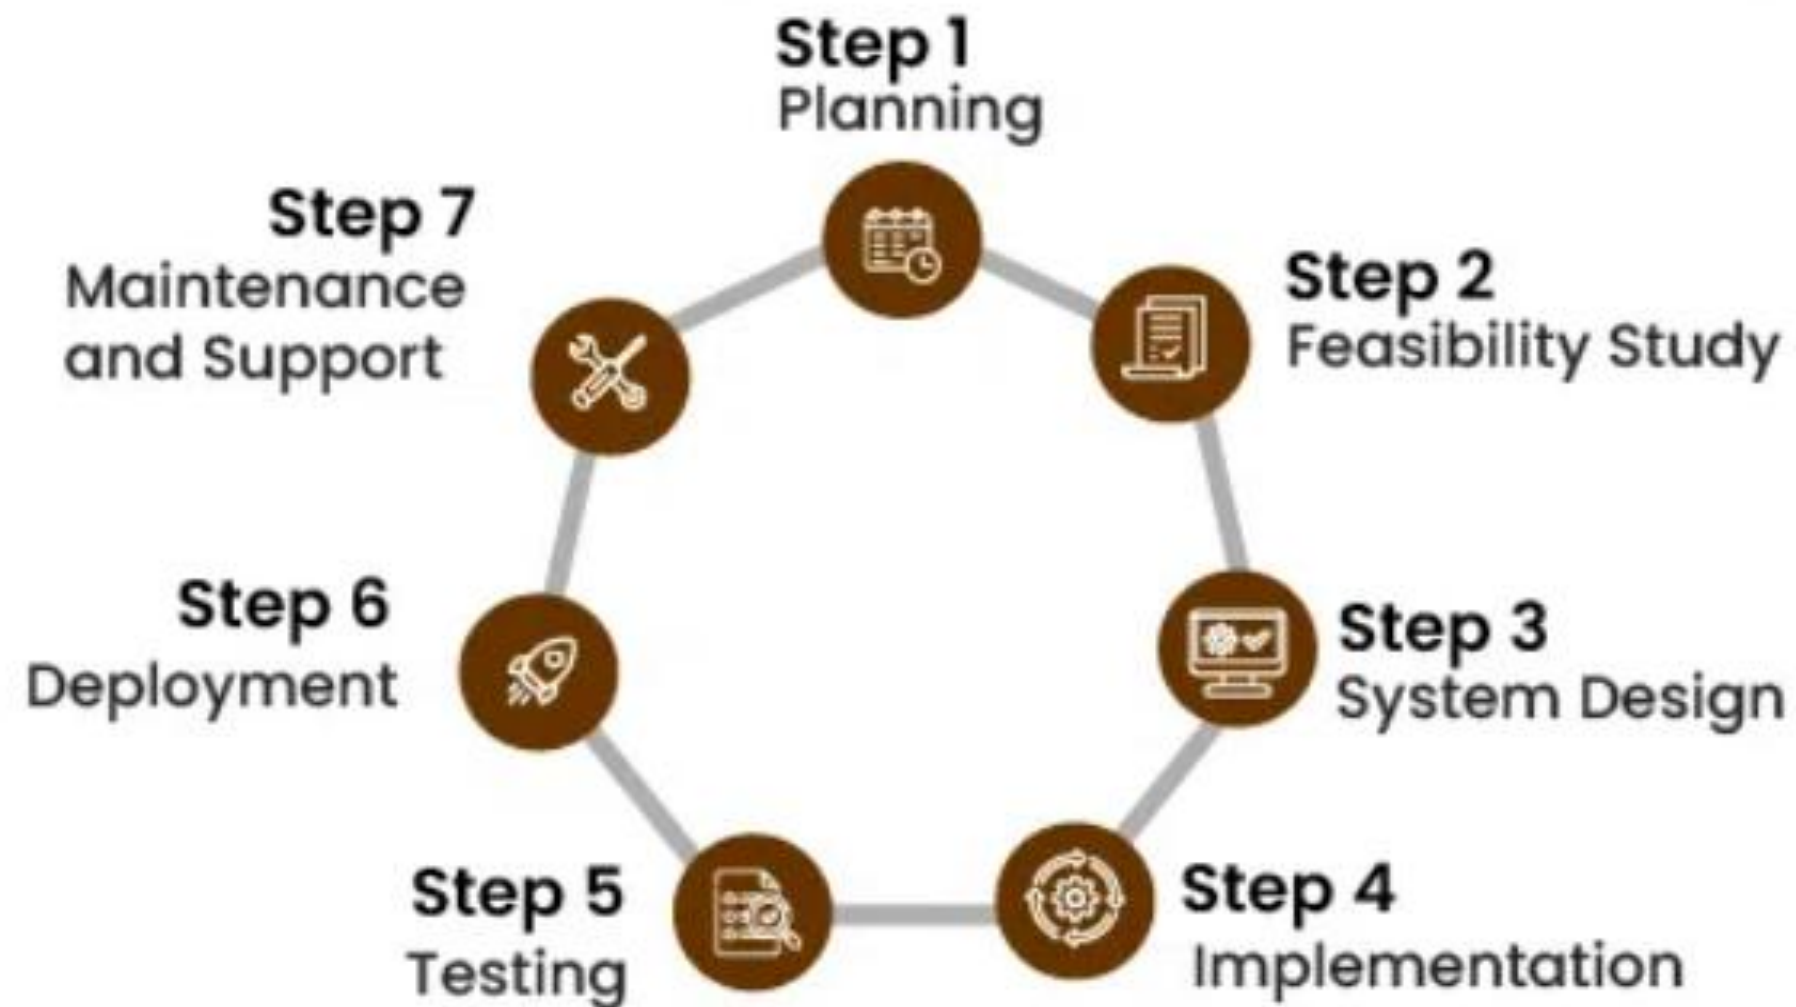 Step 1
Planning
Step 2
Feasibility Study
Step 3
System Design
Step 4
Implementation
Step 5
Testing
Step 6
Deployment
Step 7
Maintenance
and Support